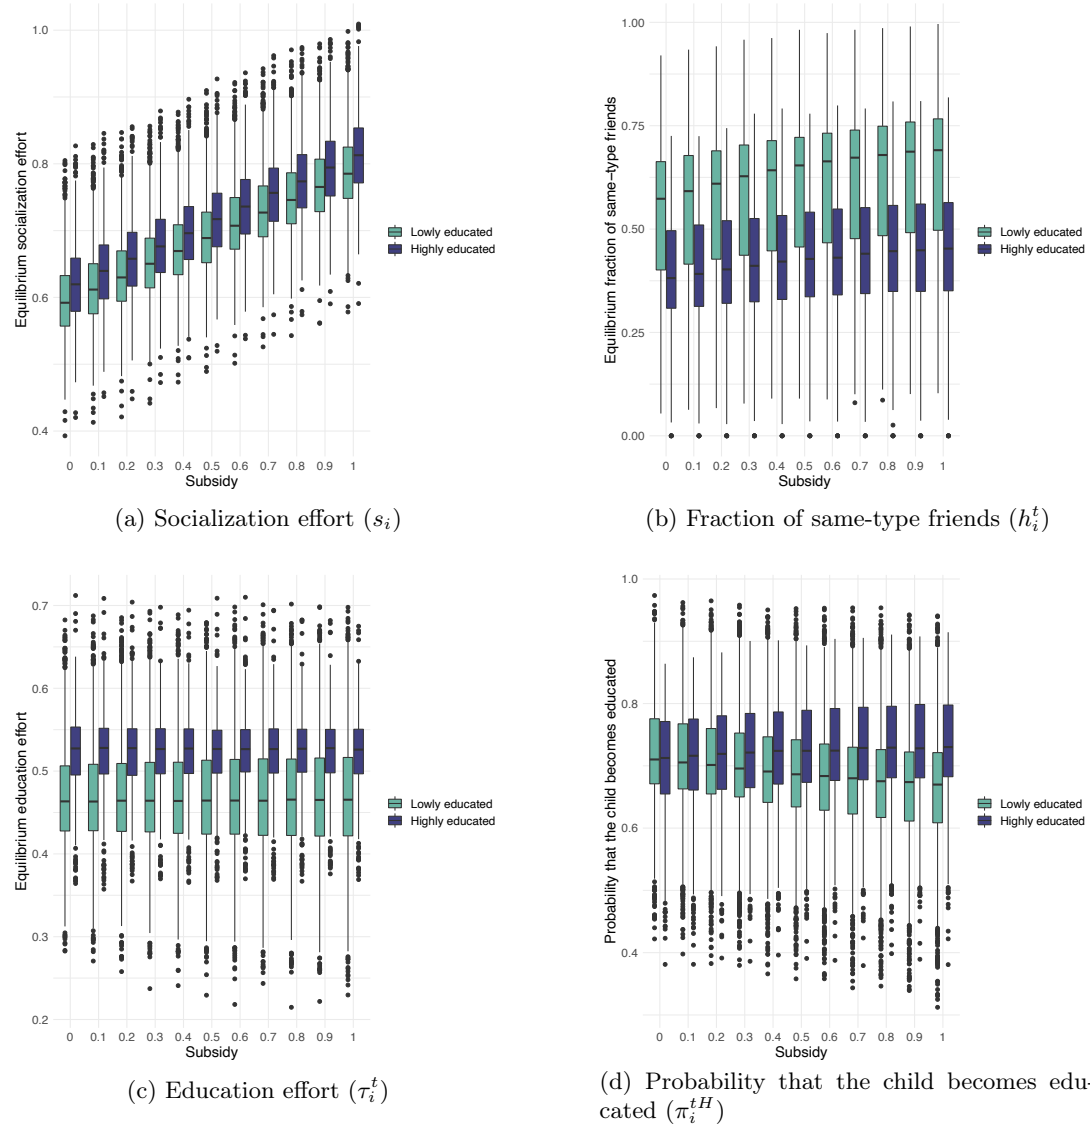 Equilibrium socialization effort
1.0
0.8
0.6
0.4
0 0.1 0.2 0.3 0.4 0.5 0.6 0.7 0.8 0.9 1
Subsidy
Lowly educated
Highly educated
(a) Socialization effort (s_i)
Equilibrium fraction of same-type friends
1.00
0.75
0.50
0.25
0.00
0 0.1 0.2 0.3 0.4 0.5 0.6 0.7 0.8 0.9 1
Subsidy
Lowly educated
Highly educated
(b) Fraction of same-type friends (h_i^t)
Equilibrium education effort
0.7
0.6
0.5
0.4
0.3
0.2
0 0.1 0.2 0.3 0.4 0.5 0.6 0.7 0.8 0.9 1
Subsidy
Lowly educated
Highly educated
(c) Education effort (τ_i^t)
Probability that the child becomes educated
1.0
0.8
0.6
0.4
0 0.1 0.2 0.3 0.4 0.5 0.6 0.7 0.8 0.9 1
Subsidy
Lowly educated
Highly educated
(d) Probability that the child becomes edu-
cated (π_i^{tH})